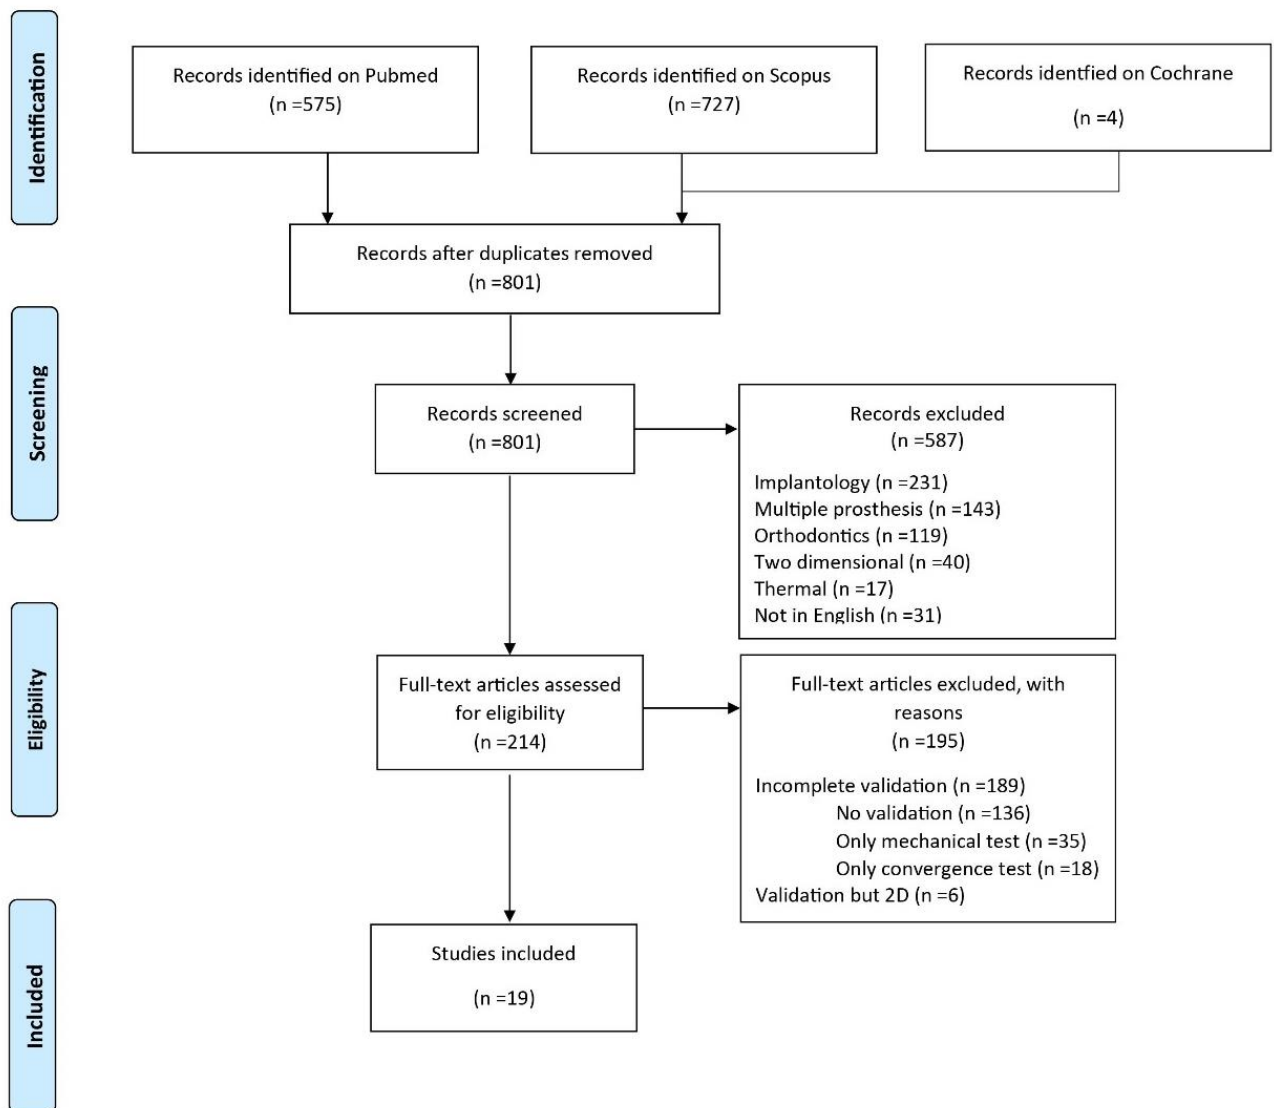 Identification
Records identified on Pubmed
(n =575)
Records identified on Scopus
(n =727)
Records identfied on Cochrane
(n =4)
Records after duplicates removed
(n =801)
Screening
Records screened
(n =801)
Records excluded
(n =587)
Implantology (n =231)
Multiple prosthesis (n =143)
Orthodontics (n =119)
Two dimensional (n =40)
Thermal (n =17)
Not in English (n =31)
Eligibility
Full-text articles assessed
for eligibility
(n =214)
Full-text articles excluded, with
reasons
(n =195)
Incomplete validation (n =189)
No validation (n =136)
Only mechanical test (n =35)
Only convergence test (n =18)
Validation but 2D (n =6)
Included
Studies included
(n =19)